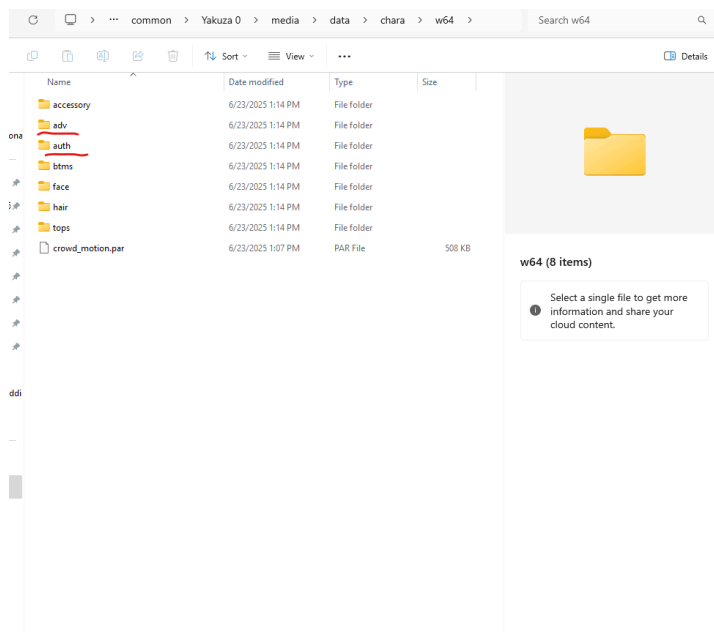 common Yakuza 0 media data chara w64 Search w64
Sort View Details
Name Date modified Type Size
accessory 6/23/2025 1:14 PM File folder
adv 6/23/2025 1:14 PM File folder
auth 6/23/2025 1:14 PM File folder
btms 6/23/2025 1:14 PM File folder
face 6/23/2025 1:14 PM File folder
hair 6/23/2025 1:14 PM File folder
tops 6/23/2025 1:14 PM File folder
crowd_motion.par 6/23/2025 1:07 PM PAR File 508 KB
ona
ddi
w64 (8 items)
Select a single file to get more
information and share your
cloud content.